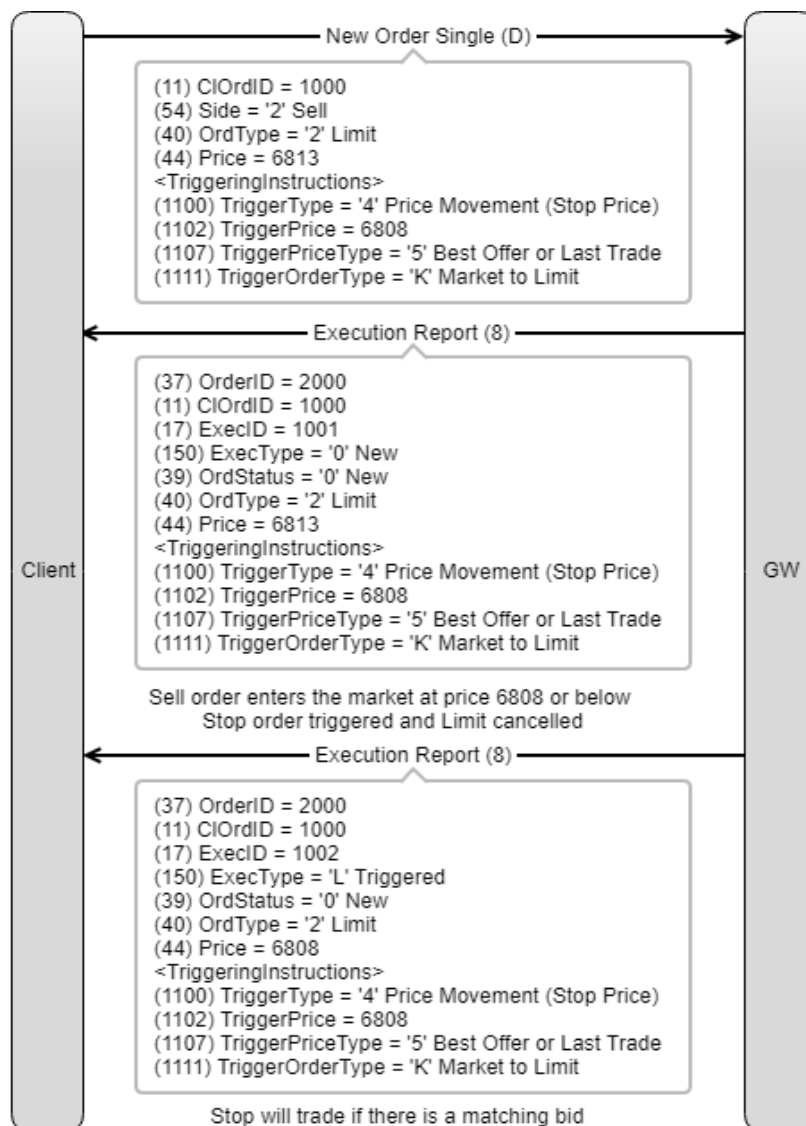 New Order Single (D)
(11) ClOrdID = 1000
(54) Side = '2' Sell
(40) OrdType = '2' Limit
(44) Price = 6813
<TriggeringInstructions>
(1100) TriggerType = '4' Price Movement (Stop Price)
(1102) TriggerPrice = 6808
(1107) TriggerPriceType = '5' Best Offer or Last Trade
(1111) TriggerOrderType = 'K' Market to Limit
Execution Report (8)
(37) OrderID = 2000
(11) ClOrdID = 1000
(17) ExecID = 1001
(150) ExecType = '0' New
(39) OrdStatus = '0' New
(40) OrdType = '2' Limit
(44) Price = 6813
<TriggeringInstructions>
(1100) TriggerType = '4' Price Movement (Stop Price)
(1102) TriggerPrice = 6808
(1107) TriggerPriceType = '5' Best Offer or Last Trade
(1111) TriggerOrderType = 'K' Market to Limit
Client
GW
Sell order enters the market at price 6808 or below
Stop order triggered and Limit cancelled
Execution Report (8)
(37) OrderID = 2000
(11) ClOrdID = 1000
(17) ExecID = 1002
(150) ExecType = 'L' Triggered
(39) OrdStatus = '0' New
(40) OrdType = '2' Limit
(44) Price = 6808
<TriggeringInstructions>
(1100) TriggerType = '4' Price Movement (Stop Price)
(1102) TriggerPrice = 6808
(1107) TriggerPriceType = '5' Best Offer or Last Trade
(1111) TriggerOrderType = 'K' Market to Limit
Stop will trade if there is a matching bid